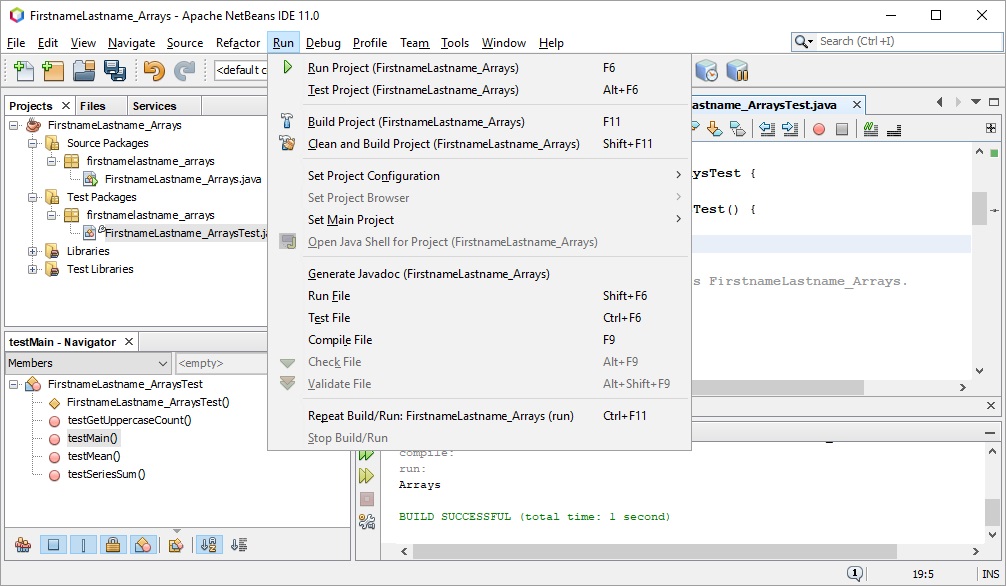 FirstnameLastname_Arrays - Apache NetBeans IDE 11.0
File Edit View Navigate Source Refactor Run Debug Profile Team Tools Window Help
Search (Ctrl+I)
<default c
Run Project (FirstnameLastname_Arrays) F6
Test Project (FirstnameLastname_Arrays) Alt+F6
Build Project (FirstnameLastname_Arrays) F11
Clean and Build Project (FirstnameLastname_Arrays) Shift+F11
Set Project Configuration
Set Project Browser
Set Main Project
Open Java Shell for Project (FirstnameLastname_Arrays)
Generate Javadoc (FirstnameLastname_Arrays)
Run File Shift+F6
Test File Ctrl+F6
Compile File F9
Check File Alt+F9
Validate File Alt+Shift+F9
Repeat Build/Run: FirstnameLastname_Arrays (run) Ctrl+F11
Stop Build/Run
Projects Files Services
FirstnameLastname_Arrays
Source Packages
firstnamelastname_arrays
FirstnameLastname_Arrays.java
Test Packages
firstnamelastname_arrays
FirstnameLastname_ArraysTest.ja
Libraries
Test Libraries
testMain - Navigator
Members <empty>
FirstnameLastname_ArraysTest
FirstnameLastname_ArraysTest()
testGetUppercaseCount()
testMain()
testMean()
testSeriesSum()
astname_ArraysTest.java
aysTest {
Test() {
s FirstnameLastname_Arrays.
compile:
run:
Arrays
BUILD SUCCESSFUL (total time: 1 second)
1 19:5 INS